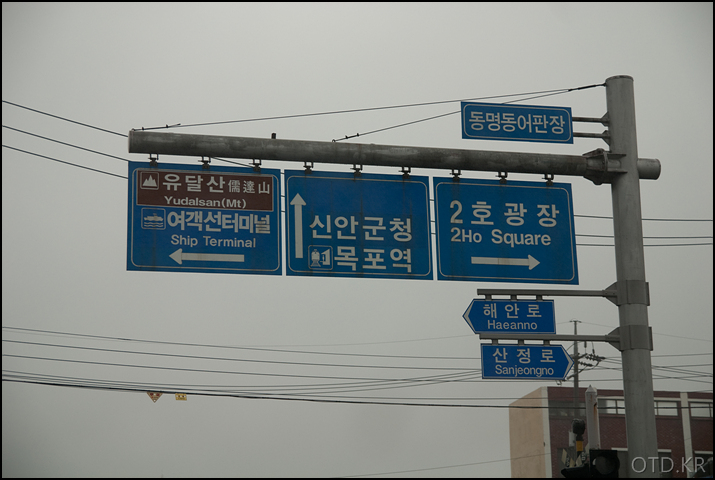 동명동어판장
유달산 儒達山
Yudalsan(Mt)
여객선터미널
Ship Terminal
신안군청
목포역
2호광장
2Ho Square
해안로
Haeanno
산정로
Sanjeongno
OTD.KR